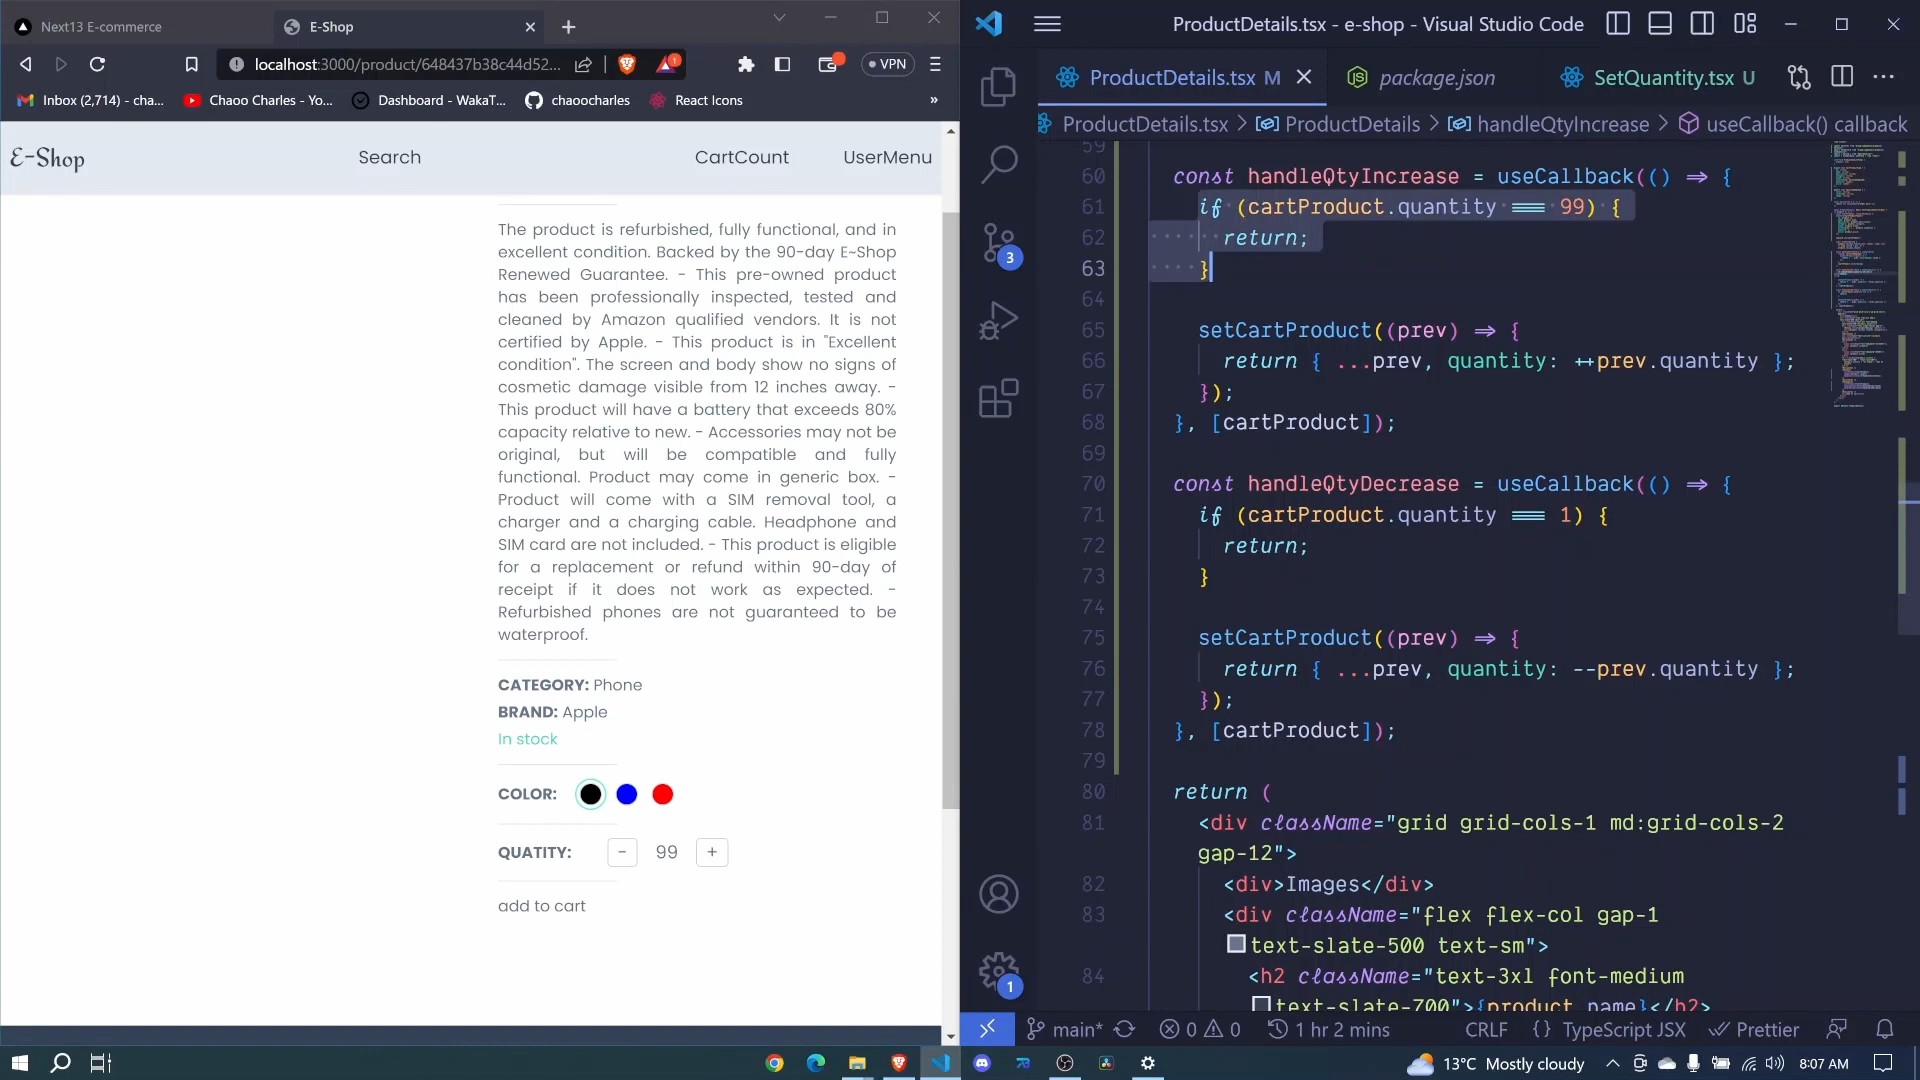 Next13 E-commerce
E-Shop
localhost:3000/product/648437b38c44d52...
1
VPN
Inbox (2,714) - cha...
Chaoo Charles - Yo...
Dashboard - WakaT...
chaoocharles
React Icons
»
E-Shop
Search
CartCount
UserMenu
The product is refurbished, fully functional, and in
excellent condition. Backed by the 90-day E~Shop
Renewed Guarantee. - This pre-owned product
has been professionally inspected, tested and
cleaned by Amazon qualified vendors. It is not
certified by Apple. - This product is in "Excellent
condition". The screen and body show no signs of
cosmetic damage visible from 12 inches away. -
This product will have a battery that exceeds 80%
capacity relative to new. - Accessories may not be
original, but will be compatible and fully
functional. Product may come in generic box. -
Product will come with a SIM removal tool, a
charger and a charging cable. Headphone and
SIM card are not included. - This product is eligible
for a replacement or refund within 90-day of
receipt if it does not work as expected. -
Refurbished phones are not guaranteed to be
waterproof.
CATEGORY: Phone
BRAND: Apple
In stock
COLOR:
QUATITY: - 99 +
add to cart
ProductDetails.tsx - e-shop - Visual Studio Code
ProductDetails.tsx M
package.json
SetQuantity.tsx U
ProductDetails.tsx > ProductDetails > handleQtyIncrease > useCallback() callback
3
1
59
60 const handleQtyIncrease = useCallback(() => {
61 if (cartProduct.quantity === 99) {
62 return;
63 }
64
65 setCartProduct((prev) => {
66 return { ...prev, quantity: ++prev.quantity };
67 });
68 }, [cartProduct]);
69
70 const handleQtyDecrease = useCallback(() => {
71 if (cartProduct.quantity === 1) {
72 return;
73 }
74
75 setCartProduct((prev) => {
76 return { ...prev, quantity: --prev.quantity };
77 });
78 }, [cartProduct]);
79
80 return (
81 <div className="grid grid-cols-1 md:grid-cols-2
gap-12">
82 <div>Images</div>
83 <div className="flex flex-col gap-1
text-slate-500 text-sm">
84 <h2 className="text-3xl font-medium
text-slate-700">{product.name}</h2>
main*
0
0
1 hr 2 mins
CRLF
{} TypeScript JSX
Prettier
13°C Mostly cloudy
8:07 AM